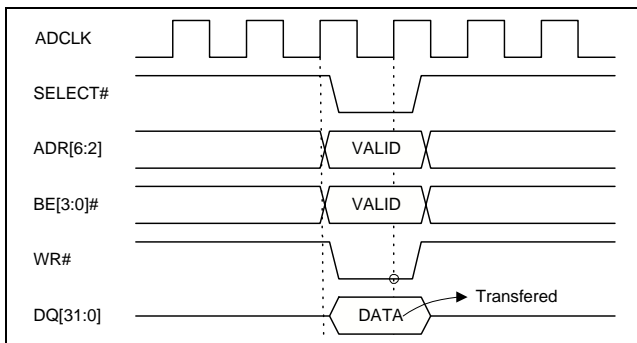 ADCLK
SELECT#
ADR[6:2] VALID
BE[3:0]# VALID
WR#
Transfered
DQ[31:0] DATA